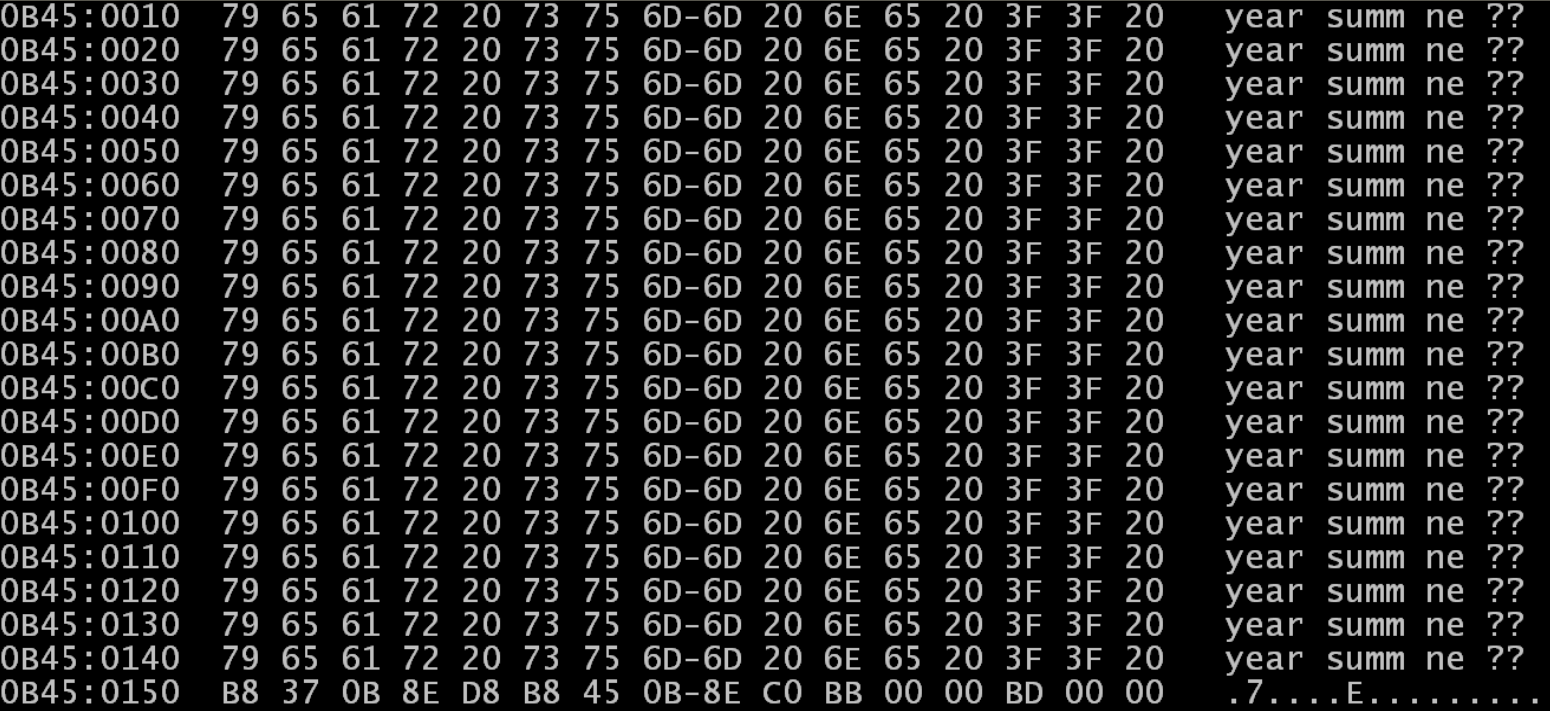 0B45:0010  79 65 61 72 20 73 75 6D-6D 20 6E 65 20 3F 3F 20  year summ ne ??
0B45:0020  79 65 61 72 20 73 75 6D-6D 20 6E 65 20 3F 3F 20  year summ ne ??
0B45:0030  79 65 61 72 20 73 75 6D-6D 20 6E 65 20 3F 3F 20  year summ ne ??
0B45:0040  79 65 61 72 20 73 75 6D-6D 20 6E 65 20 3F 3F 20  year summ ne ??
0B45:0050  79 65 61 72 20 73 75 6D-6D 20 6E 65 20 3F 3F 20  year summ ne ??
0B45:0060  79 65 61 72 20 73 75 6D-6D 20 6E 65 20 3F 3F 20  year summ ne ??
0B45:0070  79 65 61 72 20 73 75 6D-6D 20 6E 65 20 3F 3F 20  year summ ne ??
0B45:0080  79 65 61 72 20 73 75 6D-6D 20 6E 65 20 3F 3F 20  year summ ne ??
0B45:0090  79 65 61 72 20 73 75 6D-6D 20 6E 65 20 3F 3F 20  year summ ne ??
0B45:00A0  79 65 61 72 20 73 75 6D-6D 20 6E 65 20 3F 3F 20  year summ ne ??
0B45:00B0  79 65 61 72 20 73 75 6D-6D 20 6E 65 20 3F 3F 20  year summ ne ??
0B45:00C0  79 65 61 72 20 73 75 6D-6D 20 6E 65 20 3F 3F 20  year summ ne ??
0B45:00D0  79 65 61 72 20 73 75 6D-6D 20 6E 65 20 3F 3F 20  year summ ne ??
0B45:00E0  79 65 61 72 20 73 75 6D-6D 20 6E 65 20 3F 3F 20  year summ ne ??
0B45:00F0  79 65 61 72 20 73 75 6D-6D 20 6E 65 20 3F 3F 20  year summ ne ??
0B45:0100  79 65 61 72 20 73 75 6D-6D 20 6E 65 20 3F 3F 20  year summ ne ??
0B45:0110  79 65 61 72 20 73 75 6D-6D 20 6E 65 20 3F 3F 20  year summ ne ??
0B45:0120  79 65 61 72 20 73 75 6D-6D 20 6E 65 20 3F 3F 20  year summ ne ??
0B45:0130  79 65 61 72 20 73 75 6D-6D 20 6E 65 20 3F 3F 20  year summ ne ??
0B45:0140  79 65 61 72 20 73 75 6D-6D 20 6E 65 20 3F 3F 20  year summ ne ??
0B45:0150  B8 37 0B 8E D8 B8 45 0B-8E C0 BB 00 00 BD 00 00  .7....E.........